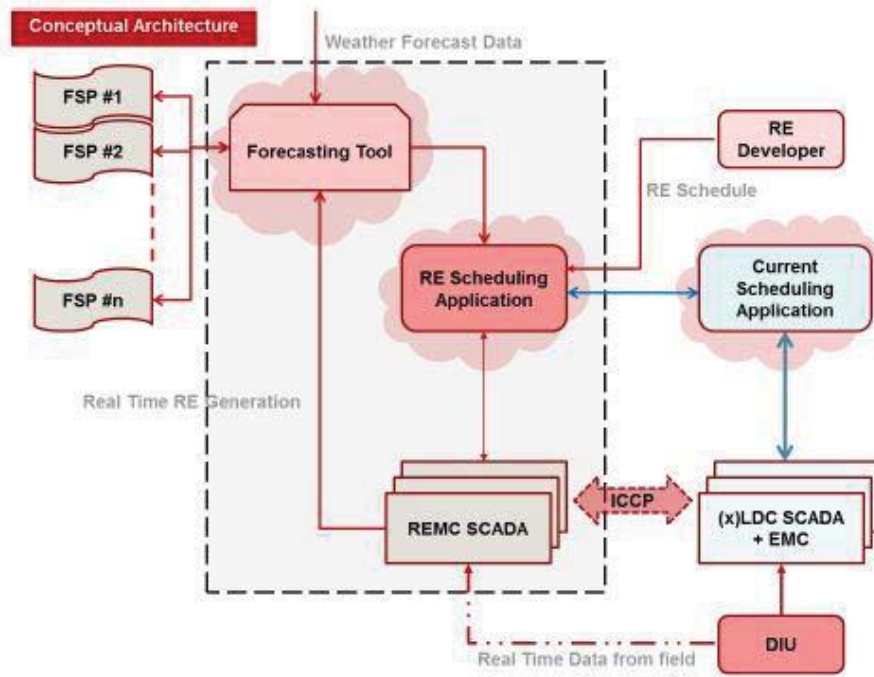 Conceptual Architecture
Weather Forecast Data
FSP #1
FSP #2
FSP #n
Forecasting Tool
RE
Developer
RE Schedule
RE Scheduling
Application
Current
Scheduling
Application
Real Time RE Generation
REMC SCADA
ICCP
(x)LDC SCADA
+ EMC
DIU
Real Time Data from field